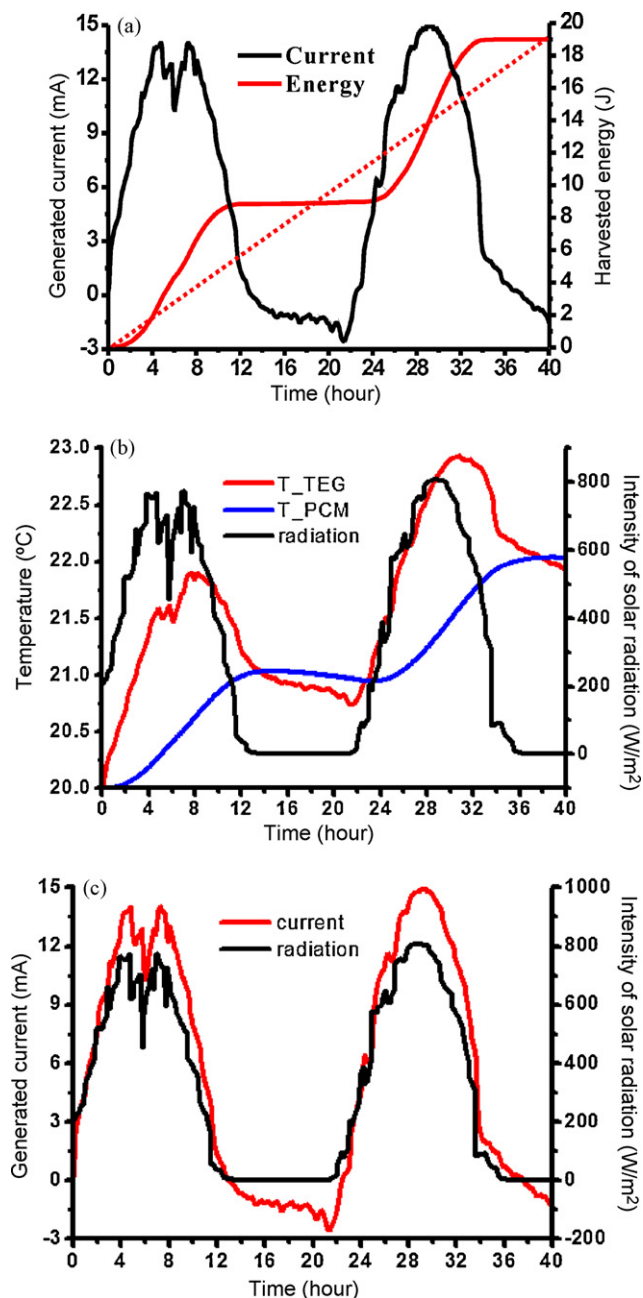 (a)
Current
Energy
Generated current (mA)
15
12
9
6
3
0
-3
Harvested energy (J)
20
18
16
14
12
10
8
6
4
2
0
0 4 8 12 16 20 24 28 32 36 40
Time (hour)
(b)
T_TEG
T_PCM
radiation
Temperature (ºC)
23.0
22.5
22.0
21.5
21.0
20.5
20.0
Intensity of solar radiation (W/m²)
800
600
400
200
0
0 4 8 12 16 20 24 28 32 36 40
Time (hour)
(c)
current
radiation
Generated current (mA)
15
12
9
6
3
0
-3
Intensity of solar radiation (W/m²)
1000
800
600
400
200
0
-200
0 4 8 12 16 20 24 28 32 36 40
Time (hour)